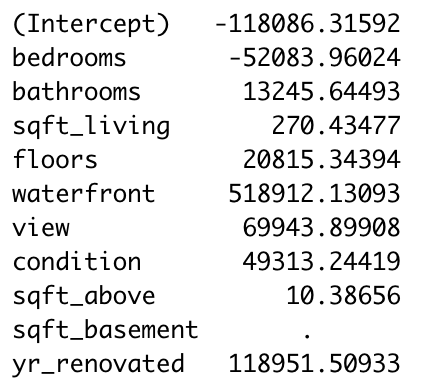 (Intercept) -118086.31592
bedrooms -52083.96024
bathrooms 13245.64493
sqft_living 270.43477
floors 20815.34394
waterfront 518912.13093
view 69943.89908
condition 49313.24419
sqft_above 10.38656
sqft_basement .
yr_renovated 118951.50933